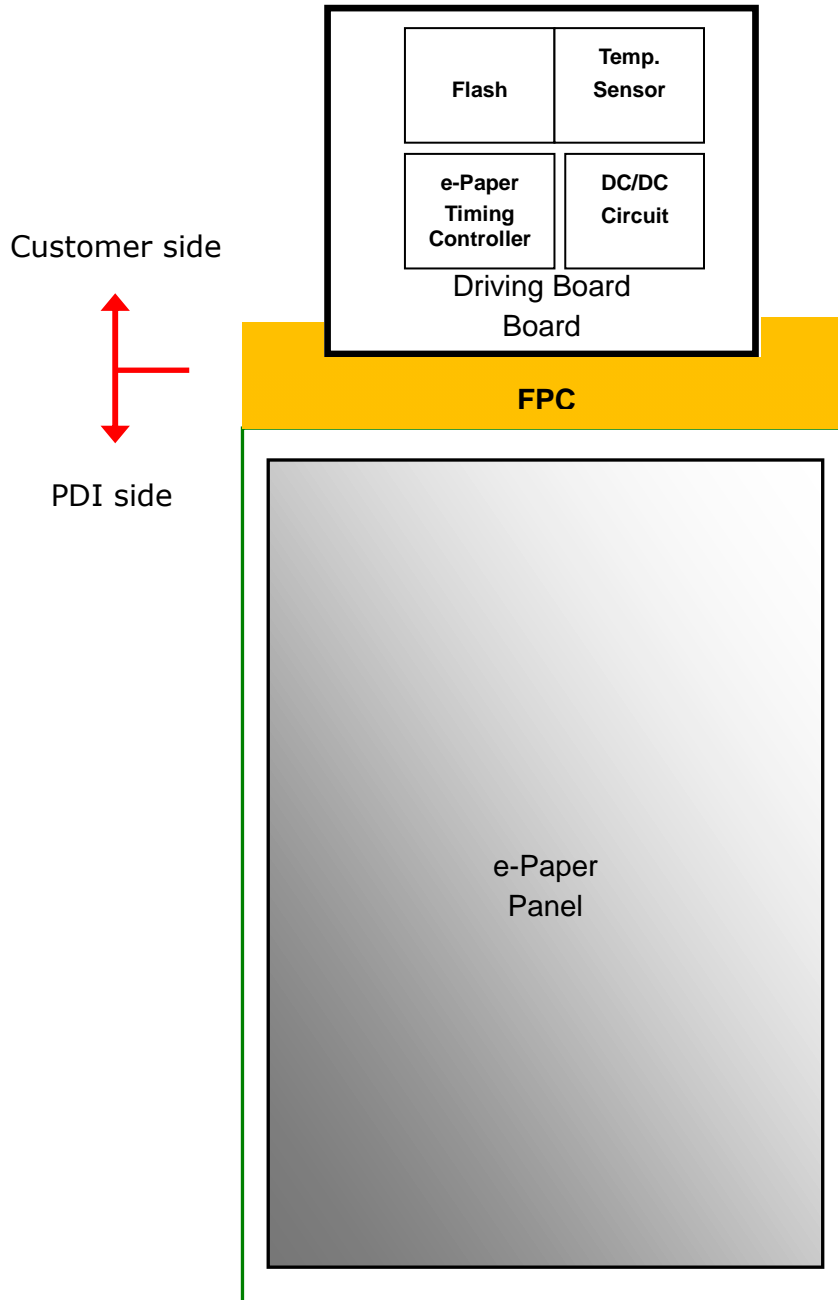 Flash
Temp.
Sensor
e-Paper
Timing
Controller
DC/DC
Circuit
Driving Board
Board
Customer side
FPC
PDI side
e-Paper
Panel